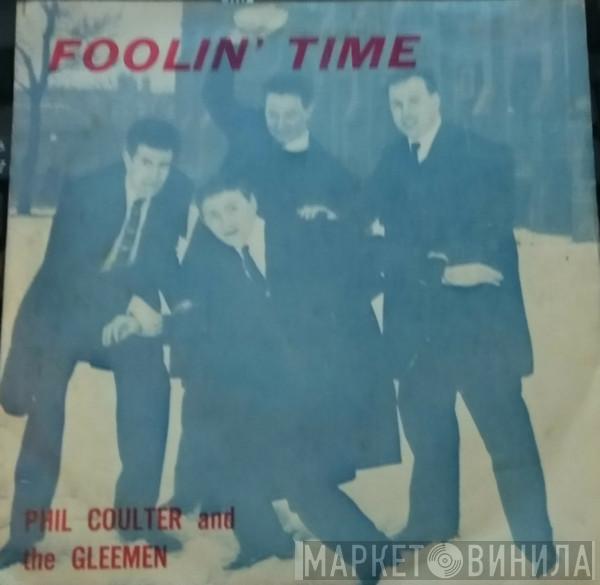 FOOLIN' TIME
PHIL COULTER and
the GLEEMEN
МАРКЕТ ВИНИЛА